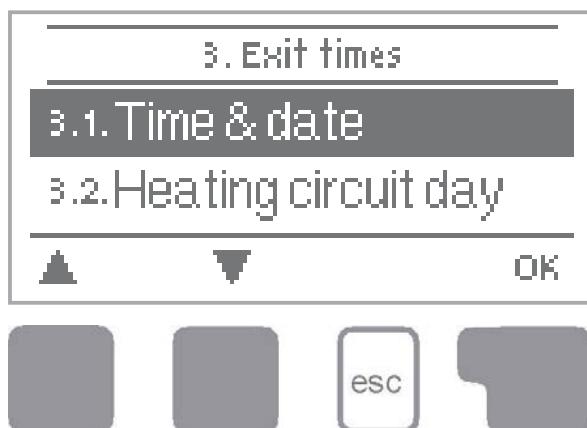 3. Exit times
3.1. Time & date
3.2. Heating circuit day
OK
esc